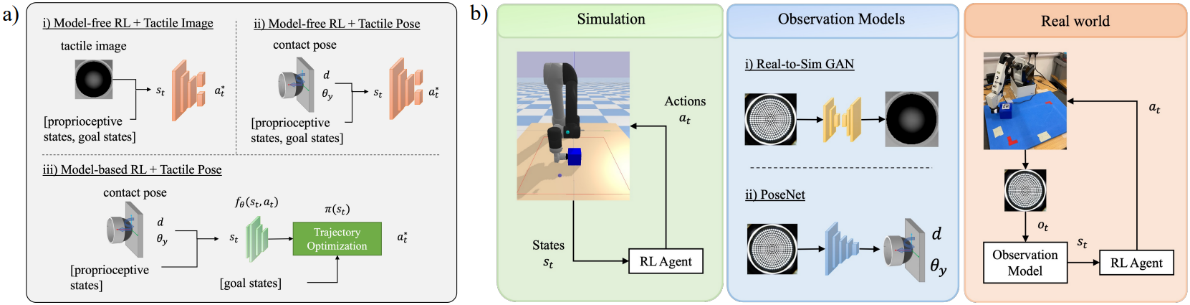 a)
i) Model-free RL + Tactile Image
tactile image
[proprioceptive
states, goal states]
s_t
a_t^*
ii) Model-free RL + Tactile Pose
contact pose
d
θ_y
[proprioceptive
states, goal states]
s_t
a_t^*
iii) Model-based RL + Tactile Pose
contact pose
d
θ_y
[proprioceptive
states]
s_t
f_θ(s_t, a_t)
[goal states]
π(s_t)
Trajectory
Optimization
a_t^*
b)
Simulation
Actions
a_t
States
s_t
RL Agent
Observation Models
i) Real-to-Sim GAN
ii) PoseNet
d
θ_y
Real world
a_t
o_t
Observation
Model
s_t
RL Agent